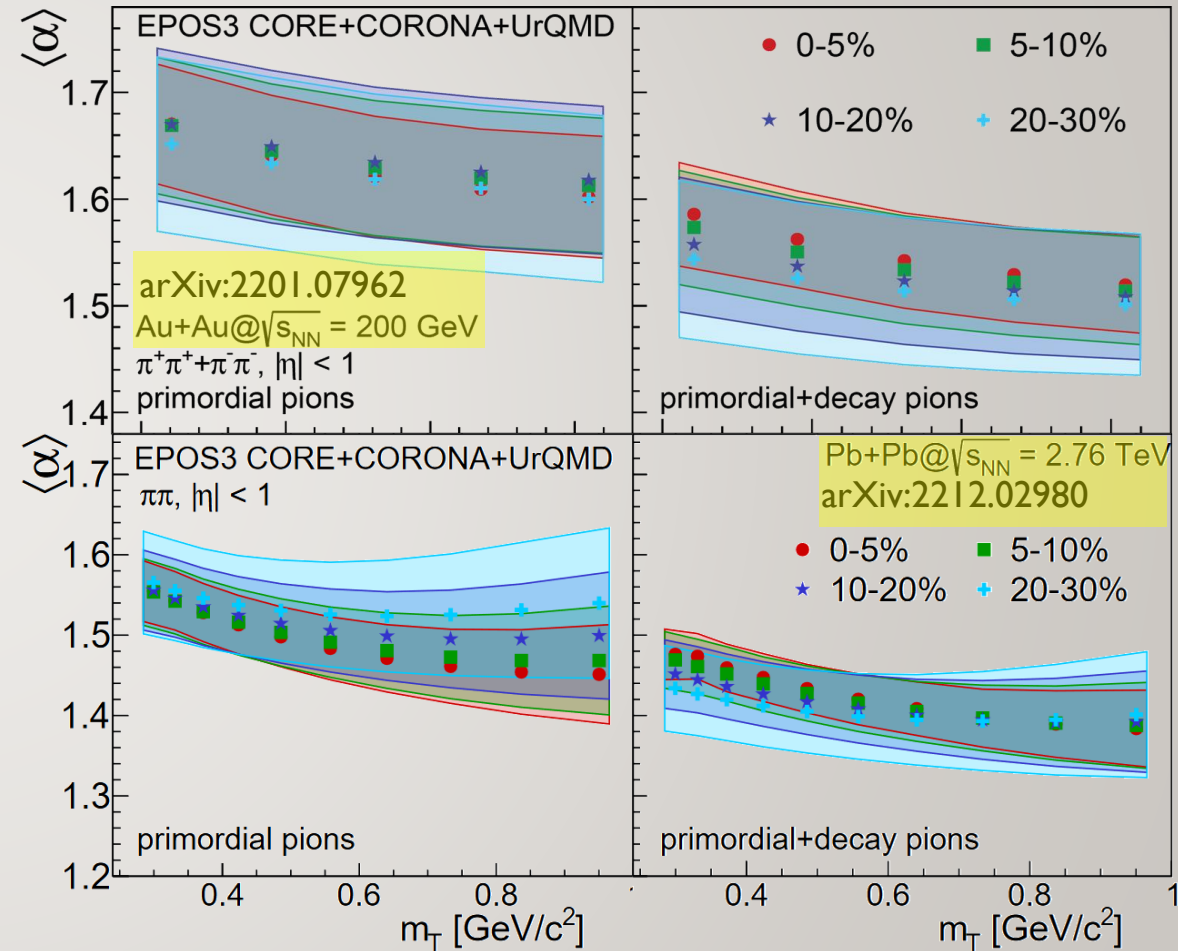 ⟨α⟩
EPOS3 CORE+CORONA+UrQMD
0-5%
5-10%
10-20%
20-30%
1.7
1.6
1.5
1.4
arXiv:2201.07962
Au+Au@√s_NN = 200 GeV
π⁺π⁺+π⁻π⁻, |η| < 1
primordial pions
primordial+decay pions
⟨α⟩
EPOS3 CORE+CORONA+UrQMD
ππ, |η| < 1
Pb+Pb@√s_NN = 2.76 TeV
arXiv:2212.02980
0-5%
5-10%
10-20%
20-30%
1.7
1.6
1.5
1.4
1.3
1.2
primordial pions
primordial+decay pions
0.4 0.6 0.8
0.4 0.6 0.8 1
m_T [GeV/c²]
m_T [GeV/c²]